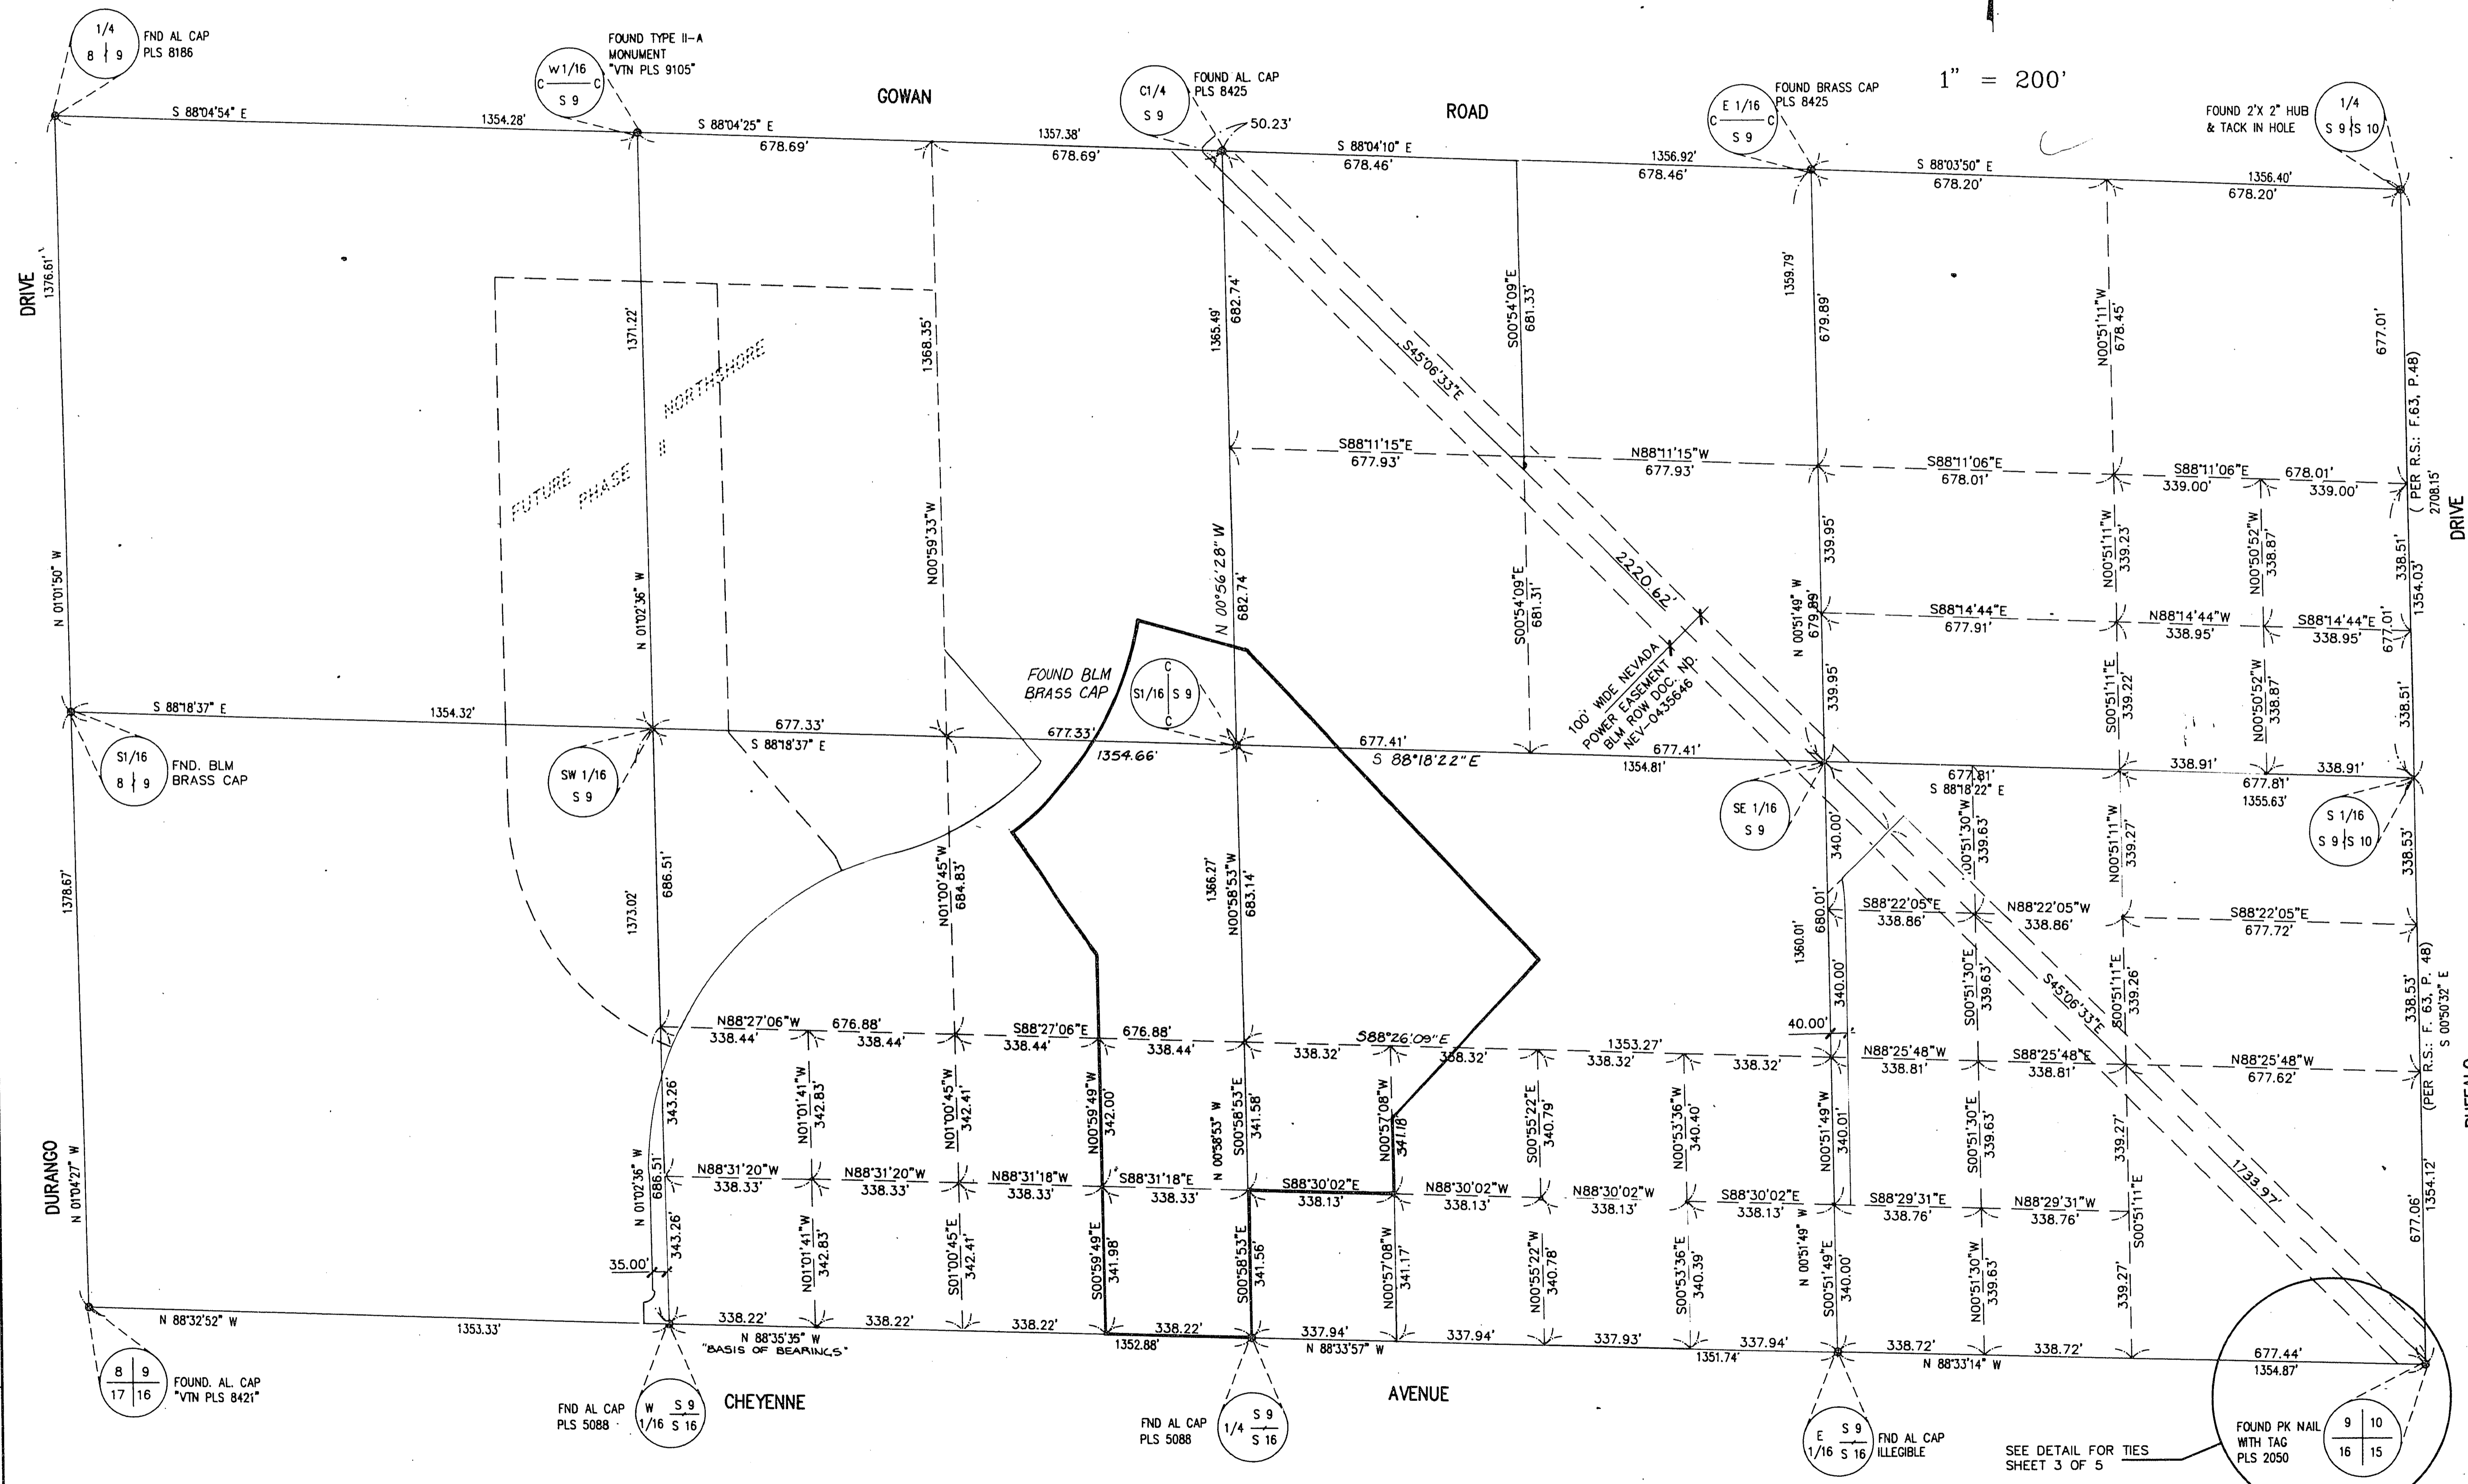 1/4
8 9
FND AL CAP
PLS 8186
FOUND TYPE II-A
MONUMENT
"VTN PLS 9105"
W 1/16
C C
S 9
GOWAN
C1/4
S 9
FOUND AL. CAP
PLS 8425
50.23'
ROAD
E 1/16
C C
S 9
FOUND BRASS CAP
PLS 8425
1" = 200'
FOUND 2'X 2" HUB
& TACK IN HOLE
1/4
S 9 S 10
S 88°04'54" E
1354.28'
S 88°04'25" E
678.69'
1357.38'
678.69'
S 88°04'10" E
678.46'
1356.92'
678.46'
S 88°03'50" E
678.20'
1356.40'
678.20'
DRIVE
1376.61'
1371.22'
1368.35'
1365.49'
682.74'
S00°54'09"E
681.33'
1359.79'
679.89'
N00°51'11"W
678.45'
677.01'
(PER R.S.: F.63, P.48)
2708.15'
DRIVE
NORTHSHORE
II
PHASE
FUTURE
S45°06'33"E
S88°11'15"E
677.93'
N88°11'15"W
677.93'
S88°11'06"E
678.01'
S88°11'06"E
339.00'
678.01'
339.00'
N 01°01'50" W
N 01°02'36" W
N00°59'33"W
N 00°56'28" W
682.74'
S00°54'09"E
681.31'
2220.62'
100' WIDE NEVADA
POWER EASEMENT
BLM ROW DOC. NO.
NEV-0435646
339.95'
N 00°51'49" W
679.89'
339.95'
N00°51'11"W
339.23'
N00°50'52"W
338.87'
338.51'
1354.03'
S88°14'44"E
677.91'
N88°14'44"W
338.95'
S88°14'44"E
338.95'
677.01'
S00°51'11"E
339.22'
N00°50'52"W
338.87'
338.51'
FOUND BLM
BRASS CAP
C
S1/16 S 9
C
S 88°18'37" E
1354.32'
677.33'
S 88°18'37" E
677.33'
1354.66'
677.41'
S 88°18'22"E
677.41'
1354.81'
677.81'
S 88°18'22" E
338.91'
338.91'
677.81'
1355.63'
S1/16
8 9
FND. BLM
BRASS CAP
SW 1/16
S 9
SE 1/16
S 9
S 1/16
S 9 S 10
1378.67'
1373.02'
686.51'
N01°00'45"W
684.83'
1366.27'
N00°58'53"W
683.14'
340.00'
680.01'
1360.01'
340.00'
339.63'
N00°51'11"W
339.27'
338.53'
S88°22'05"E
338.86'
N88°22'05"W
338.86'
S88°22'05"E
677.72'
S00°51'30"E
339.63'
S45°06'33"E
S00°51'11"E
339.26'
338.53'
(PER R.S.: F. 63, P. 48)
S 00°50'32" E
40.00'
N88°27'06"W
338.44'
676.88'
338.44'
S88°27'06"E
338.44'
676.88'
338.44'
338.32'
S88°26'09"E
338.32'
1353.27'
338.32'
338.32'
N88°25'48"W
338.81'
S88°25'48"E
338.81'
N88°25'48"W
677.62'
343.26'
N01°01'41"W
342.83'
N01°00'45"W
342.41'
N00°59'49"W
342.00'
N 00°58'53" W
S00°58'53"E
341.58'
N00°57'08"W
341.18'
S00°55'22"E
340.79'
N00°53'36"W
340.40'
N00°51'49"W
340.01'
S00°51'30"E
339.63'
339.27'
1733.97'
1354.12'
DURANGO
N 01°04'27" W
N 01°02'36" W
686.51'
N88°31'20"W
338.33'
N88°31'20"W
338.33'
N88°31'18"W
338.33'
S88°31'18"E
338.33'
S88°30'02"E
338.13'
N88°30'02"W
338.13'
N88°30'02"W
338.13'
S88°30'02"E
338.13'
S88°29'31"E
338.76'
N88°29'31"W
338.76'
S00°51'11"E
677.06'
35.00'
343.26'
N01°01'41"W
342.83'
S01°00'45"E
342.41'
S00°59'49"E
341.98'
S00°58'53"E
341.56'
N00°57'08"W
341.17'
N00°55'22"W
340.78'
S00°53'36"E
340.39'
N 00°51'49" W
S00°51'49"E
340.00'
N00°51'30"W
339.63'
339.27'
N 88°32'52" W
1353.33'
338.22'
N 88°35'35" W
"BASIS OF BEARINGS"
338.22'
338.22'
338.22'
1352.88'
337.94'
N 88°33'57" W
337.94'
337.93'
1351.74'
337.94'
338.72'
N 88°33'14" W
338.72'
677.44'
1354.87'
8 9
17 16
FOUND. AL. CAP
"VTN PLS 8421"
FND AL CAP
PLS 5088
W S 9
1/16 S 16
CHEYENNE
FND AL CAP
PLS 5088
S 9
1/4 S 16
AVENUE
E S 9
1/16 S 16
FND AL CAP
ILLEGIBLE
SEE DETAIL FOR TIES
SHEET 3 OF 5
FOUND PK NAIL
WITH TAG
PLS 2050
9 10
16 15